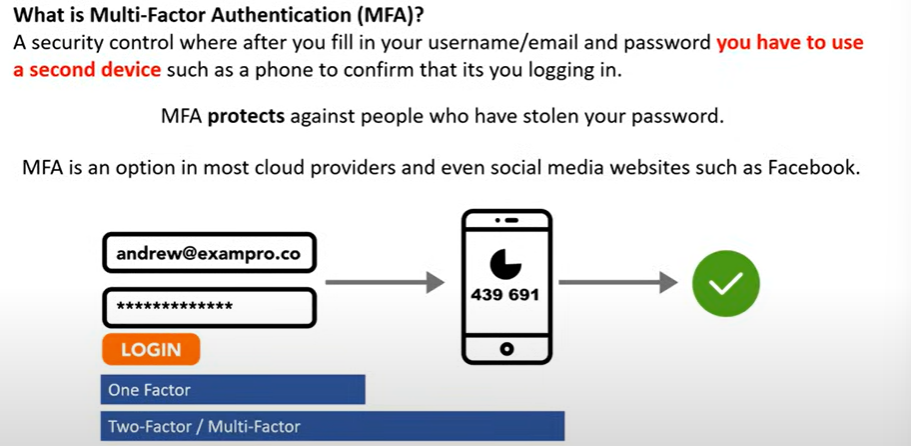 What is Multi-Factor Authentication (MFA)?
A security control where after you fill in your username/email and password you have to use
a second device such as a phone to confirm that its you logging in.
MFA protects against people who have stolen your password.
MFA is an option in most cloud providers and even social media websites such as Facebook.
andrew@exampro.co
*************
439 691
LOGIN
One Factor
Two-Factor / Multi-Factor